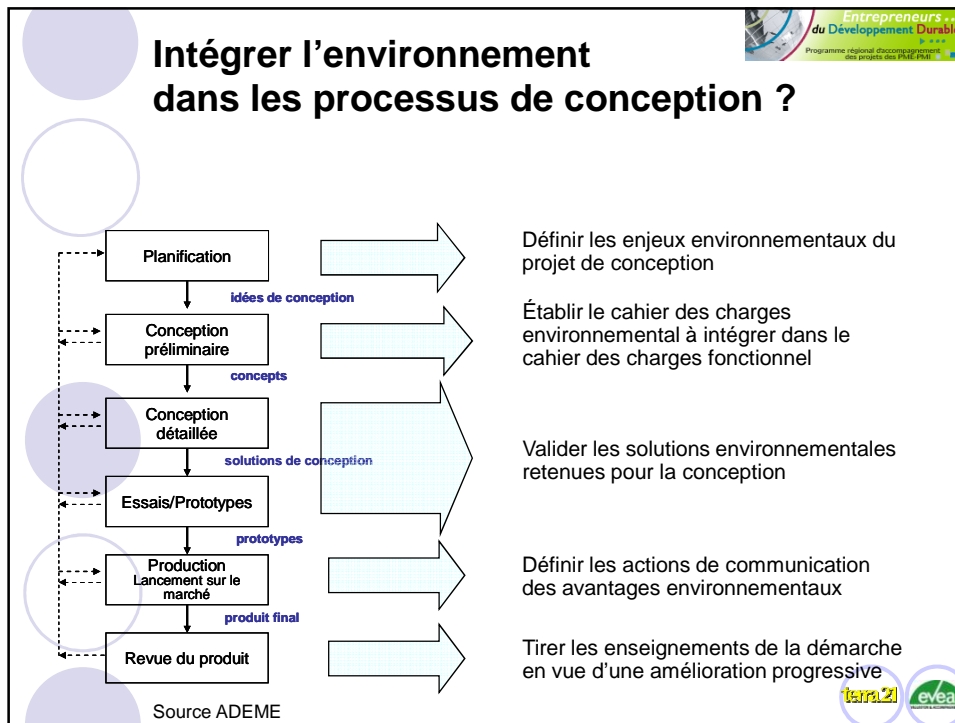 Entrepreneurs ...
du Développement Durable
Programme régional d'accompagnement
des projets des PME-PMI
Intégrer l'environnement
dans les processus de conception ?
Planification
Définir les enjeux environnementaux du
projet de conception
idées de conception
Conception
préliminaire
Établir le cahier des charges
environnemental à intégrer dans le
cahier des charges fonctionnel
concepts
Conception
détaillée
solutions de conception
Valider les solutions environnementales
retenues pour la conception
Essais/Prototypes
prototypes
Production
Lancement sur le
marché
Définir les actions de communication
des avantages environnementaux
produit final
Revue du produit
Tirer les enseignements de la démarche
en vue d'une amélioration progressive
terra21
evea
Source ADEME